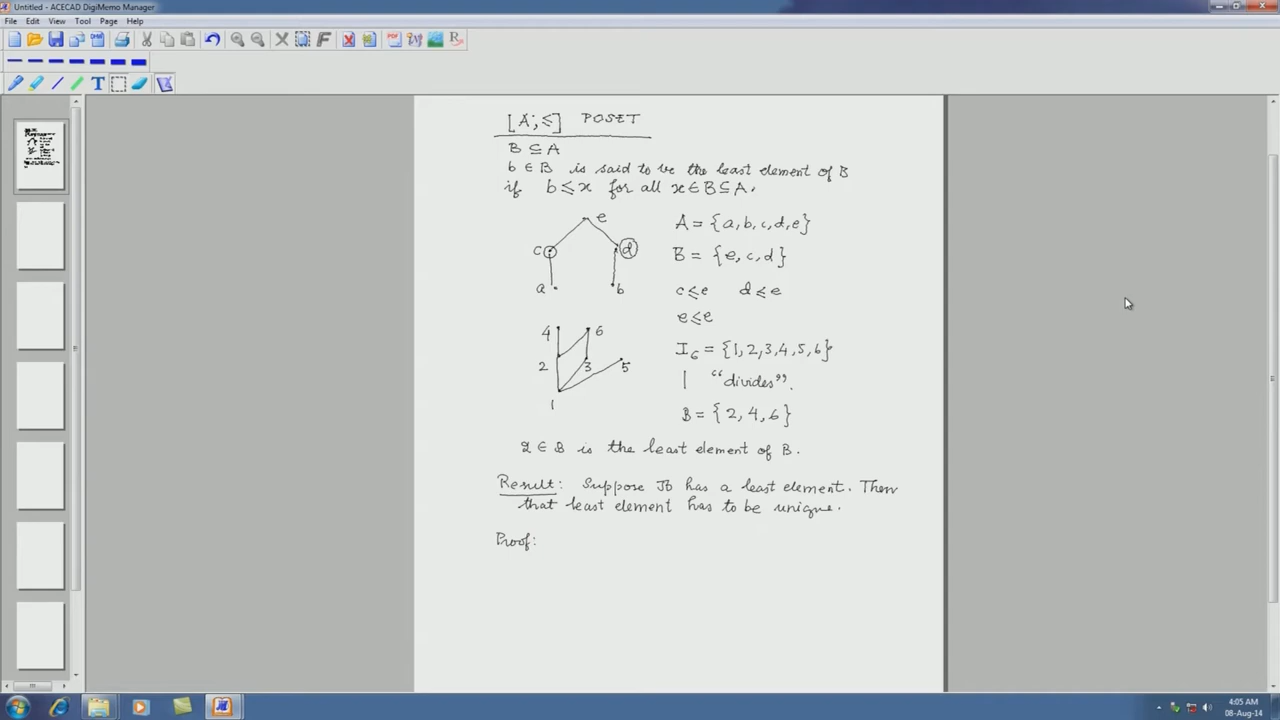 Untitled - ACECAD DigiMemo Manager
File Edit View Tool Page Help
[A; ≤] POSET
B ⊆ A
b ∈ B is said to be the least element of B
if b ≤ x for all x ∈ B ⊆ A.
e
c d
a b
A = {a, b, c, d, e}
B = {e, c, d}
c ≤ e d ≤ e
e ≤ e
4 6
2 3 5
1
I₆ = {1, 2, 3, 4, 5, 6}
| "divides".
B = {2, 4, 6}
2 ∈ B is the least element of B.
Result: Suppose B has a least element. Then
that least element has to be unique.
Proof:
4:05 AM
08-Aug-14